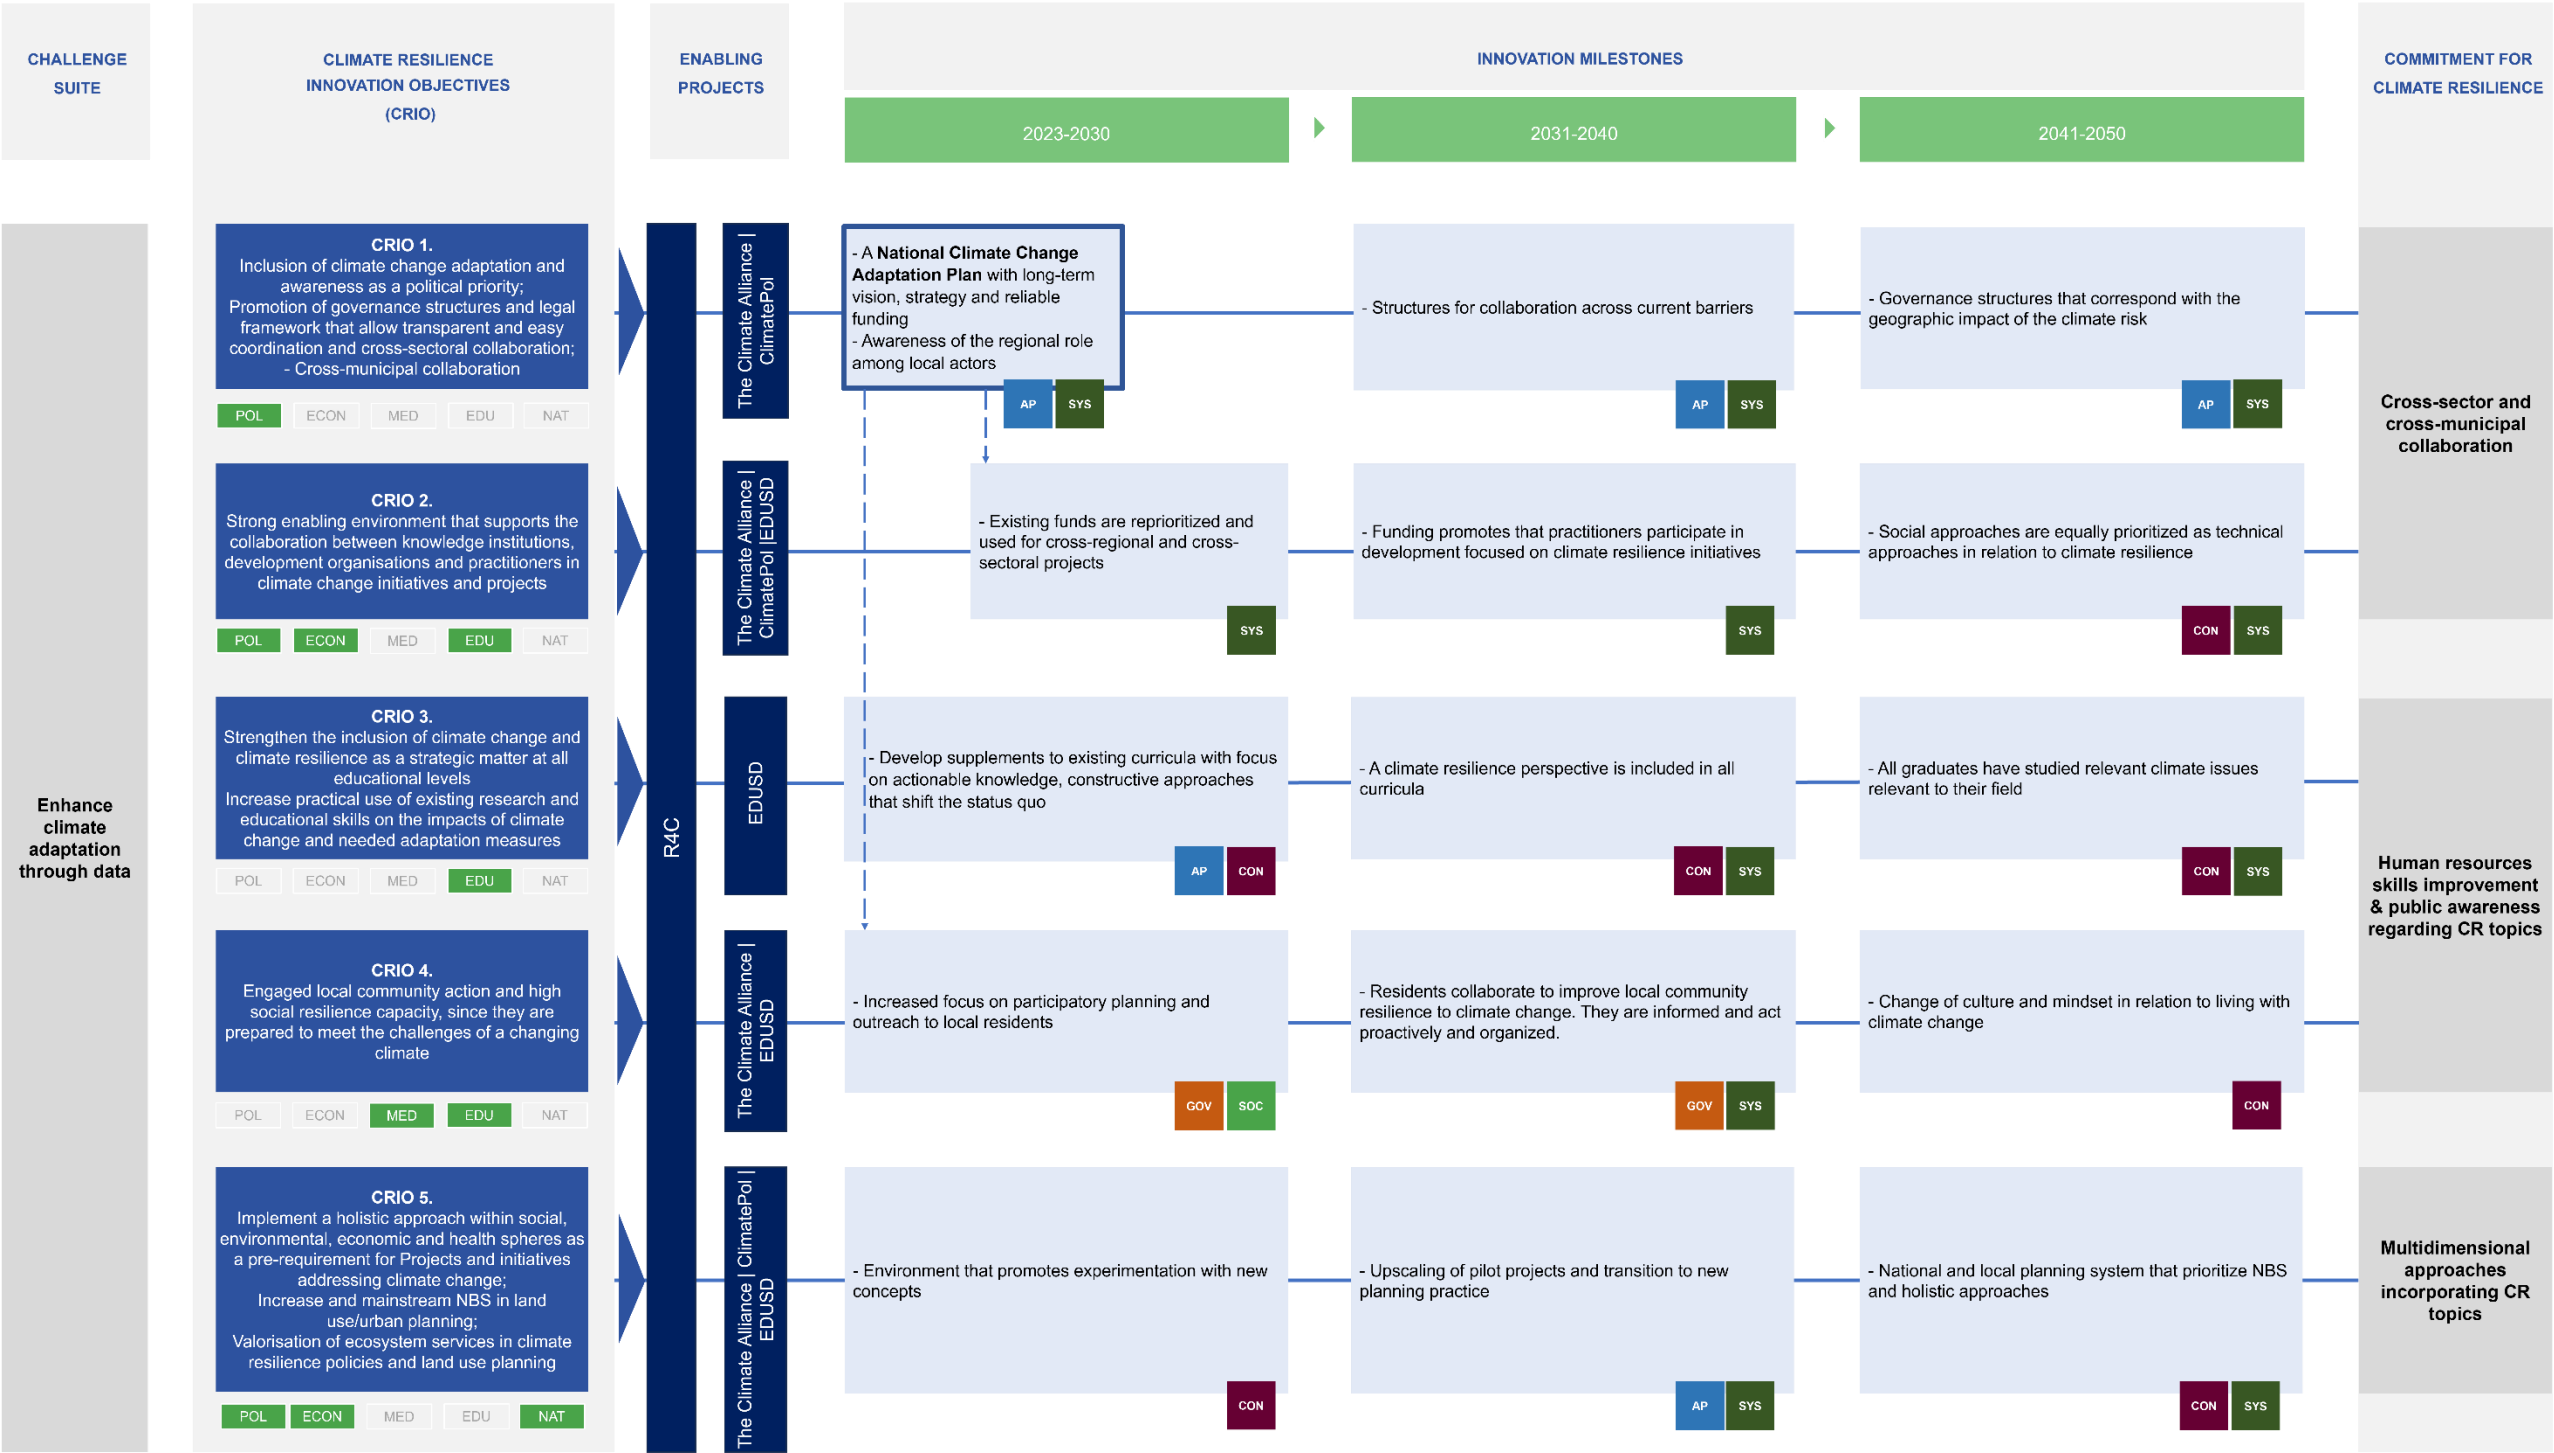 CHALLENGE
SUITE
CLIMATE RESILIENCE
INNOVATION OBJECTIVES
(CRIO)
ENABLING
PROJECTS
INNOVATION MILESTONES
2023-2030
2031-2040
2041-2050
COMMITMENT FOR
CLIMATE RESILIENCE
Enhance
climate
adaptation
through data
R4C
CRIO 1.
Inclusion of climate change adaptation and
awareness as a political priority;
Promotion of governance structures and legal
framework that allow transparent and easy
coordination and cross-sectoral collaboration;
- Cross-municipal collaboration
POL
ECON
MED
EDU
NAT
The Climate Alliance |
ClimatePol
- A National Climate Change
Adaptation Plan with long-term
vision, strategy and reliable
funding
- Awareness of the regional role
among local actors
AP
SYS
- Structures for collaboration across current barriers
AP
SYS
- Governance structures that correspond with the
geographic impact of the climate risk
AP
SYS
Cross-sector and
cross-municipal
collaboration
CRIO 2.
Strong enabling environment that supports the
collaboration between knowledge institutions,
development organisations and practitioners in
climate change initiatives and projects
POL
ECON
MED
EDU
NAT
The Climate Alliance |
ClimatePol |EDUSD
- Existing funds are reprioritized and
used for cross-regional and cross-
sectoral projects
SYS
- Funding promotes that practitioners participate in
development focused on climate resilience initiatives
SYS
- Social approaches are equally prioritized as technical
approaches in relation to climate resilience
CON
SYS
CRIO 3.
Strengthen the inclusion of climate change and
climate resilience as a strategic matter at all
educational levels
Increase practical use of existing research and
educational skills on the impacts of climate
change and needed adaptation measures
POL
ECON
MED
EDU
NAT
EDUSD
- Develop supplements to existing curricula with focus
on actionable knowledge, constructive approaches
that shift the status quo
AP
CON
- A climate resilience perspective is included in all
curricula
CON
SYS
- All graduates have studied relevant climate issues
relevant to their field
CON
SYS
Human resources
skills improvement
& public awareness
regarding CR topics
CRIO 4.
Engaged local community action and high
social resilience capacity, since they are
prepared to meet the challenges of a changing
climate
POL
ECON
MED
EDU
NAT
The Climate Alliance |
EDUSD
- Increased focus on participatory planning and
outreach to local residents
GOV
SOC
- Residents collaborate to improve local community
resilience to climate change. They are informed and act
proactively and organized.
GOV
SYS
- Change of culture and mindset in relation to living with
climate change
CON
CRIO 5.
Implement a holistic approach within social,
environmental, economic and health spheres as
a pre-requirement for Projects and initiatives
addressing climate change;
Increase and mainstream NBS in land
use/urban planning;
Valorisation of ecosystem services in climate
resilience policies and land use planning
POL
ECON
MED
EDU
NAT
The Climate Alliance | ClimatePol |
EDUSD
- Environment that promotes experimentation with new
concepts
CON
- Upscaling of pilot projects and transition to new
planning practice
AP
SYS
- National and local planning system that prioritize NBS
and holistic approaches
CON
SYS
Multidimensional
approaches
incorporating CR
topics